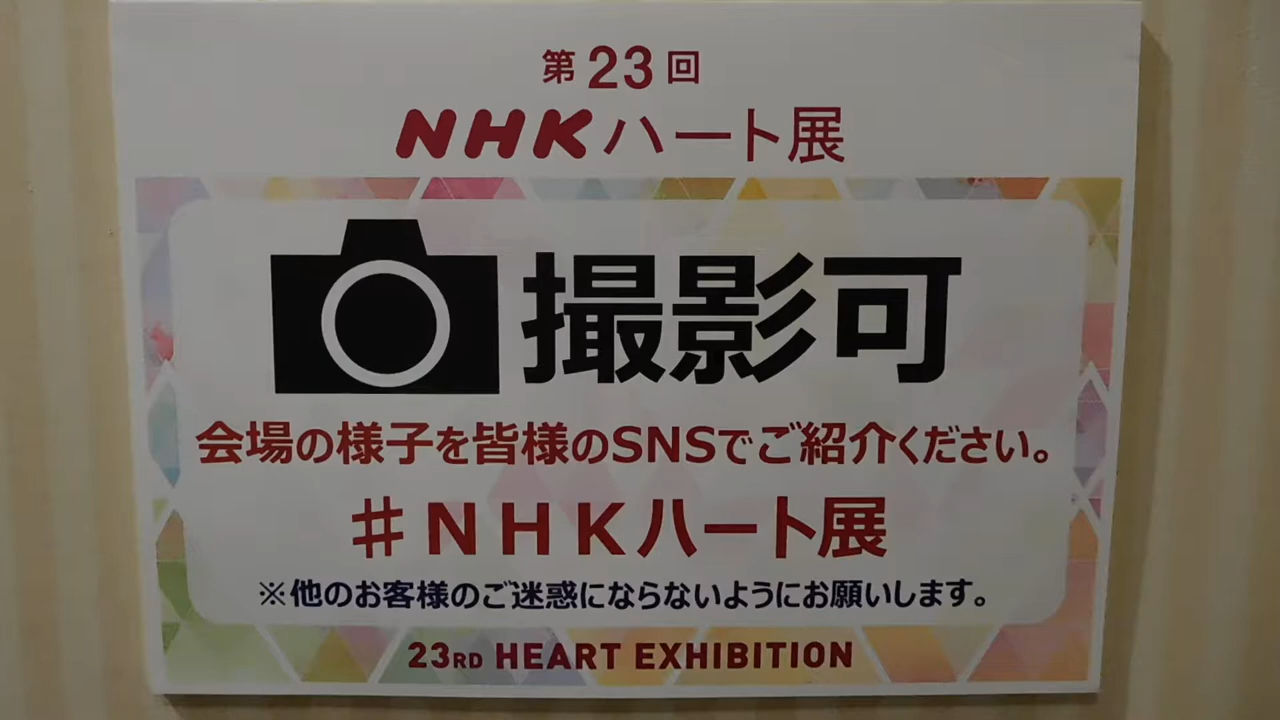 第23回
NHKハート展
撮影可
会場の様子を皆様のSNSでご紹介ください。
♯NHKハート展
※他のお客様のご迷惑にならないようにお願いします。
23RD HEART EXHIBITION